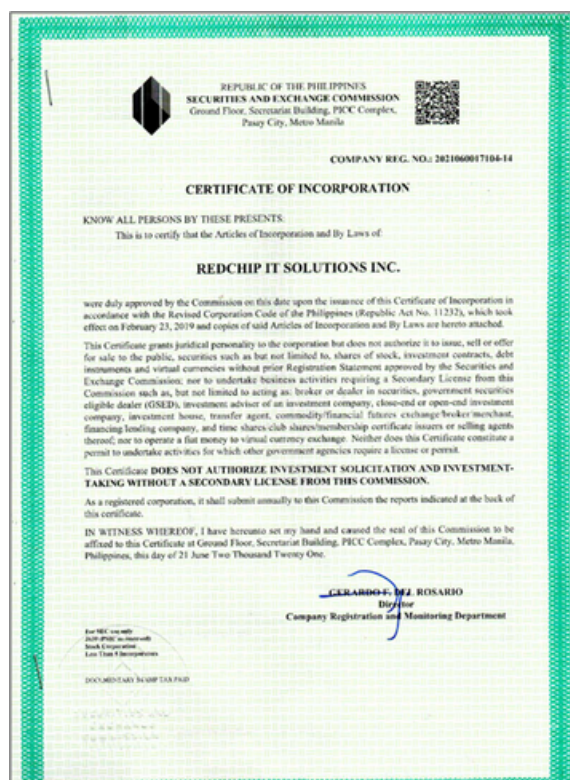 REPUBLIC OF THE PHILIPPINES
SECURITIES AND EXCHANGE COMMISSION
Ground Floor, Secretariat Building, PICC Complex,
Pasay City, Metro Manila
COMPANY REG. NO.: 2021060017104-14
CERTIFICATE OF INCORPORATION
KNOW ALL PERSONS BY THESE PRESENTS:
This is to certify that the Articles of Incorporation and By Laws of:
REDCHIP IT SOLUTIONS INC.
were duly approved by the Commission on this date upon the issuance of this Certificate of Incorporation in
accordance with the Revised Corporation Code of the Philippines (Republic Act No. 11232), which took
effect on February 23, 2019 and copies of said Articles of Incorporation and By Laws are hereto attached.
This Certificate grants juridical personality to the corporation but does not authorize it to issue, sell or offer
for sale to the public, securities such as but not limited to, shares of stock, investment contracts, debt
instruments and virtual currencies without prior Registration Statement approved by the Securities and
Exchange Commission; nor to undertake business activities requiring a Secondary License from this
Commission such as, but not limited to acting as: broker or dealer in securities, government securities
eligible dealer (GSED), investment adviser of an investment company, close-end or open-end investment
company, investment house, transfer agent, commodity/financial futures exchange/broker/merchant,
financing lending company, and time shares/club shares/membership certificate issuers or selling agents
thereof; nor to operate a fiat money to virtual currency exchange. Neither does this Certificate constitute a
permit to undertake activities for which other government agencies require a license or permit.
This Certificate DOES NOT AUTHORIZE INVESTMENT SOLICITATION AND INVESTMENT-
TAKING WITHOUT A SECONDARY LICENSE FROM THIS COMMISSION.
As a registered corporation, it shall submit annually to this Commission the reports indicated at the back of
this certificate.
IN WITNESS WHEREOF, I have hereunto set my hand and caused the seal of this Commission to be
affixed to this Certificate at Ground Floor, Secretariat Building, PICC Complex, Pasay City, Metro Manila,
Philippines, this day of 21 June Two Thousand Twenty One.
GERARDO F. DEL ROSARIO
Director
Company Registration and Monitoring Department
For SEC use only
Stock Corporation
Less Than 5 Incorporators
DOCUMENTARY STAMP TAX PAID